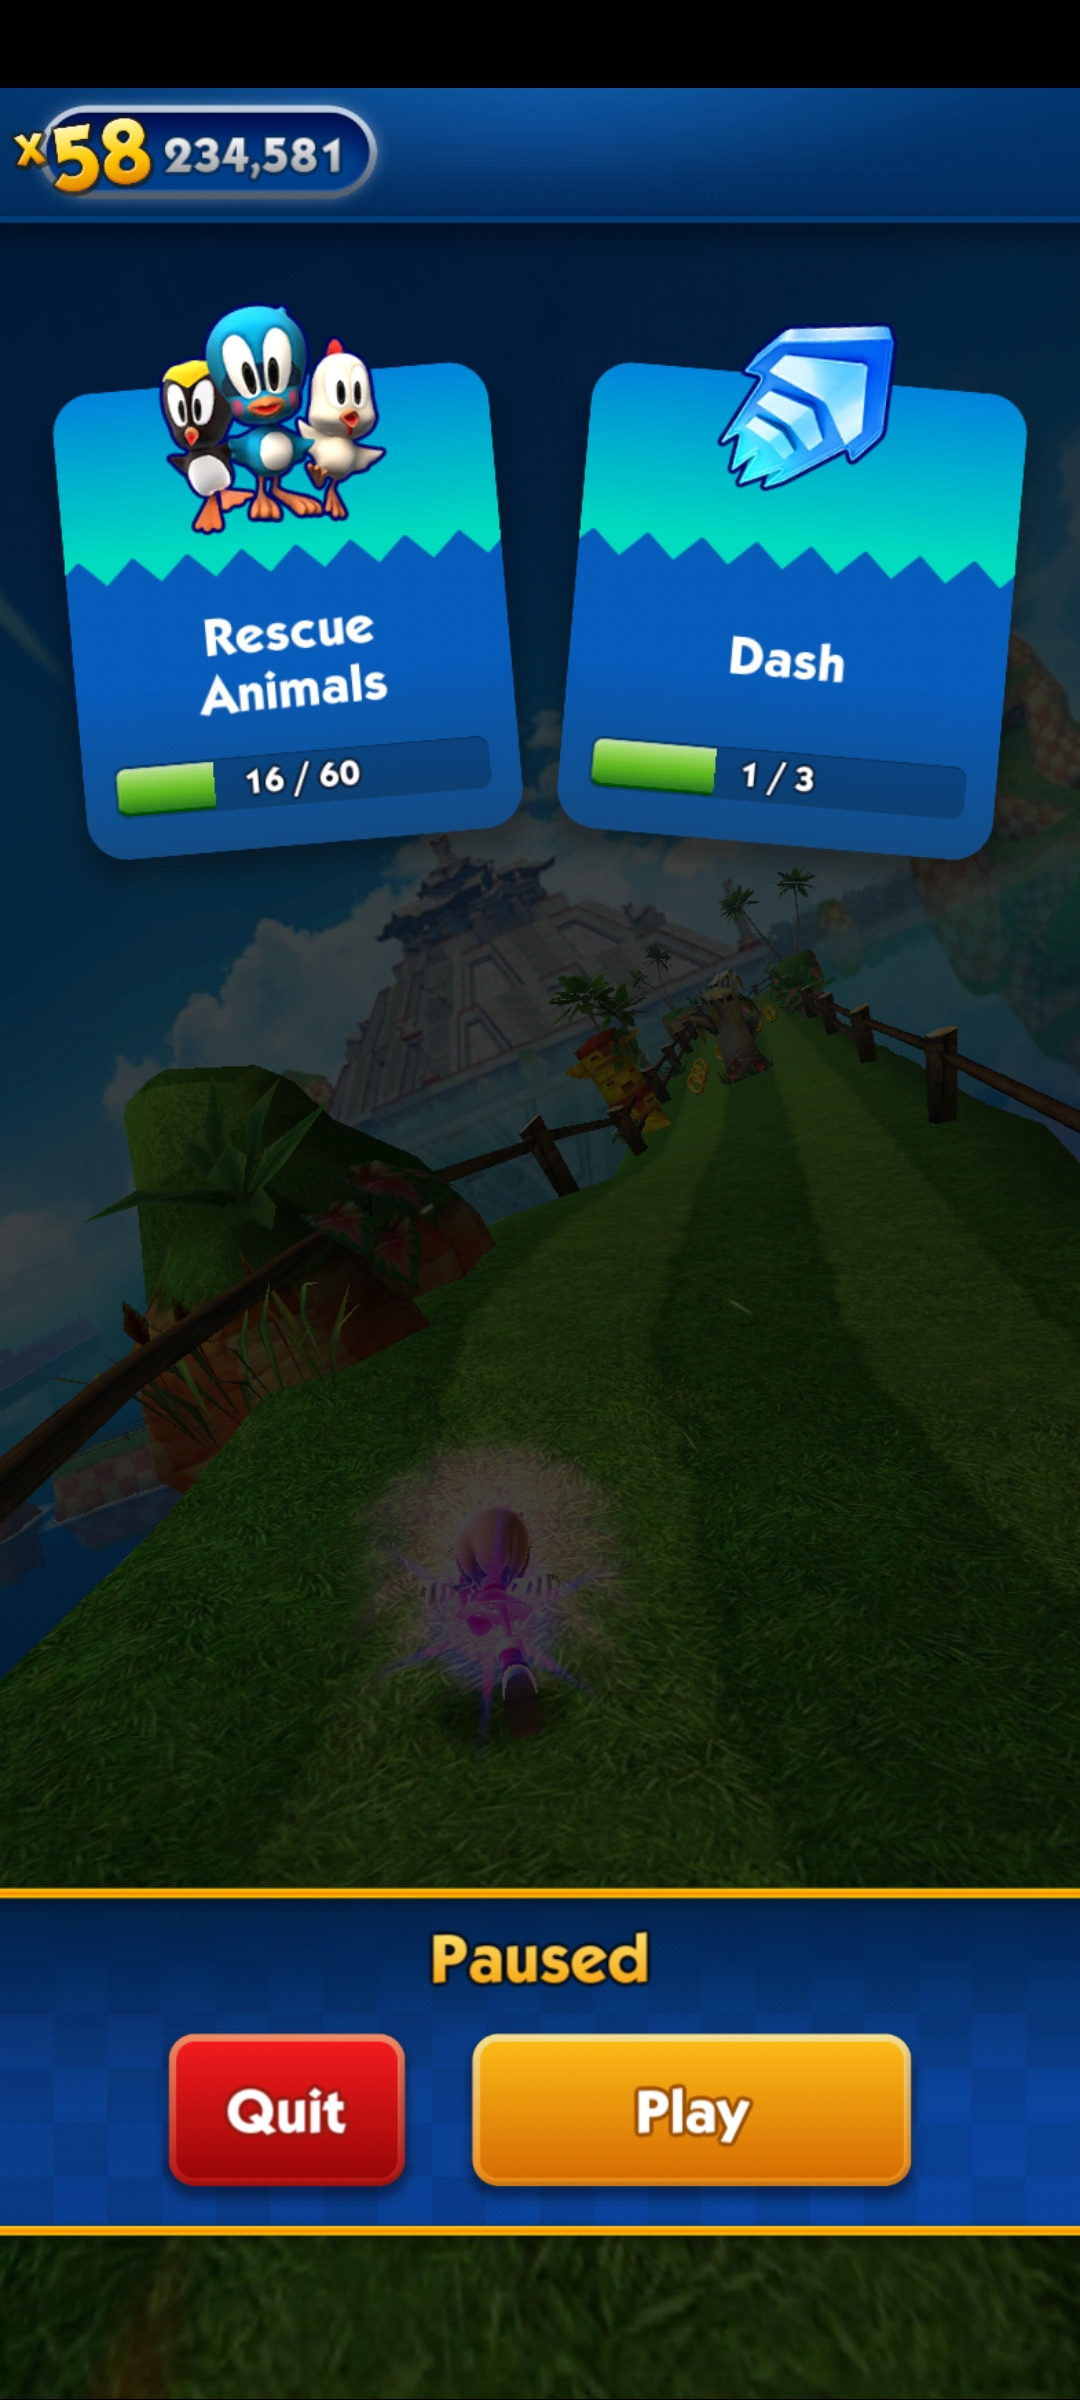 x58 234,581
Rescue
Animals
16 / 60
Dash
1 / 3
Paused
Quit
Play